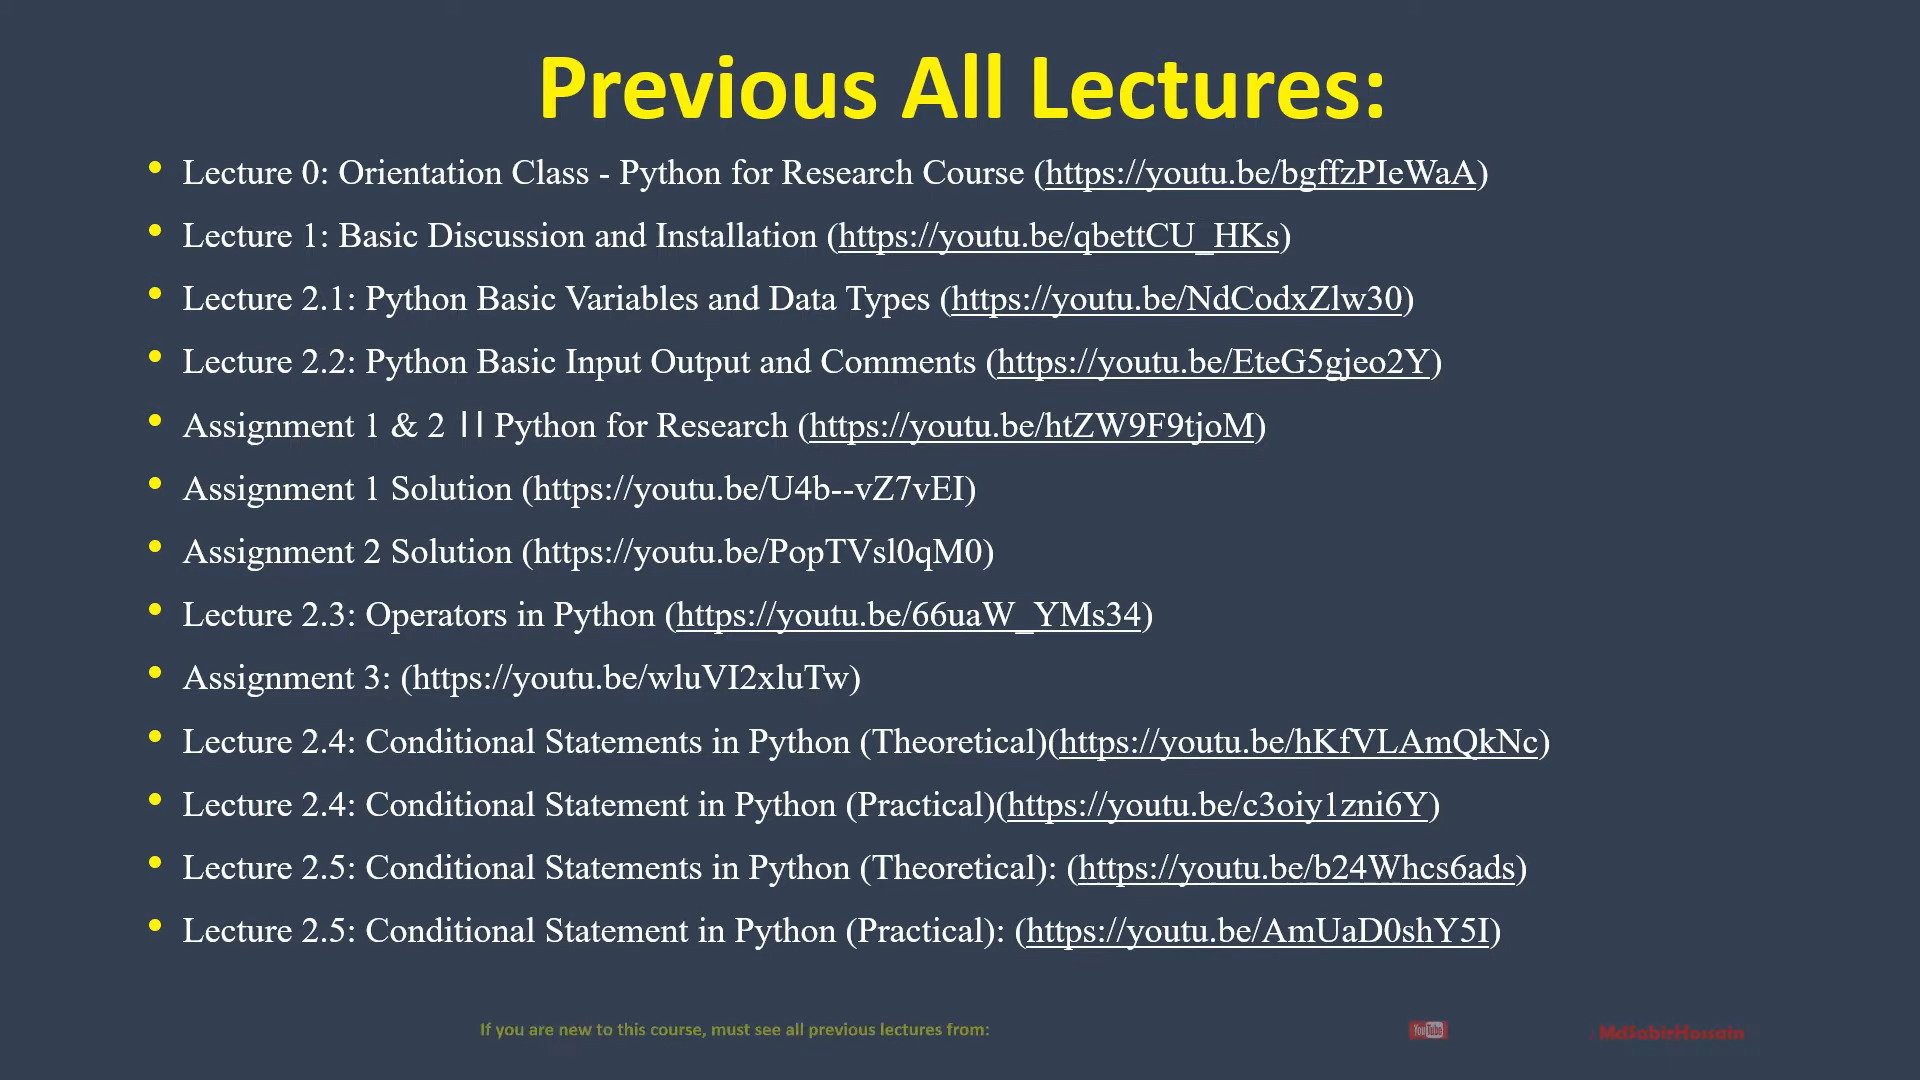 Previous All Lectures:
Lecture 0: Orientation Class - Python for Research Course (https://youtu.be/bgffzPIeWaA)
Lecture 1: Basic Discussion and Installation (https://youtu.be/qbettCU_HKs)
Lecture 2.1: Python Basic Variables and Data Types (https://youtu.be/NdCodxZlw30)
Lecture 2.2: Python Basic Input Output and Comments (https://youtu.be/EteG5gjeo2Y)
Assignment 1 & 2 || Python for Research (https://youtu.be/htZW9F9tjoM)
Assignment 1 Solution (https://youtu.be/U4b--vZ7vEI)
Assignment 2 Solution (https://youtu.be/PopTVsl0qM0)
Lecture 2.3: Operators in Python (https://youtu.be/66uaW_YMs34)
Assignment 3: (https://youtu.be/wluVI2xluTw)
Lecture 2.4: Conditional Statements in Python (Theoretical)(https://youtu.be/hKfVLAmQkNc)
Lecture 2.4: Conditional Statement in Python (Practical)(https://youtu.be/c3oiy1zni6Y)
Lecture 2.5: Conditional Statements in Python (Theoretical): (https://youtu.be/b24Whcs6ads)
Lecture 2.5: Conditional Statement in Python (Practical): (https://youtu.be/AmUaD0shY5I)
If you are new to this course, must see all previous lectures from: YouTube MdSabirHossain